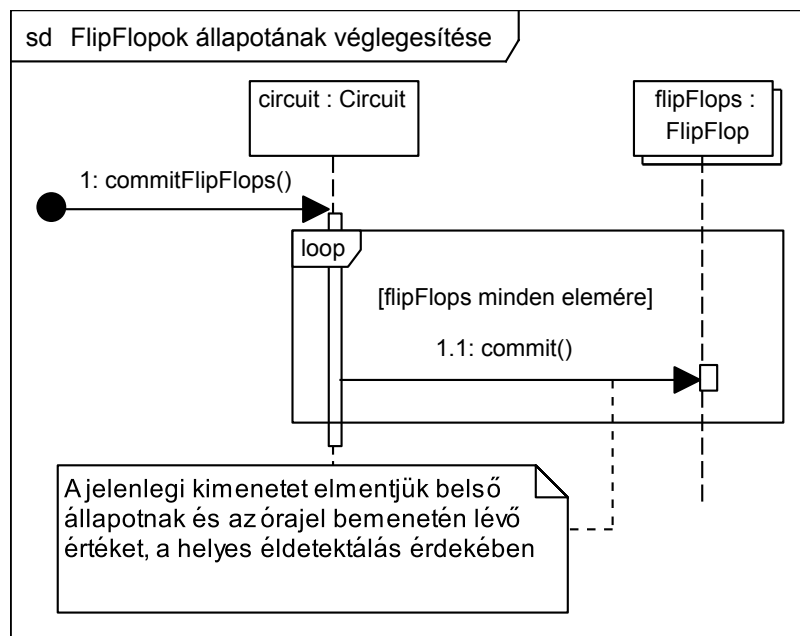 sd FlipFlopok állapotának véglegesítése
circuit : Circuit
flipFlops :
FlipFlop
1: commitFlipFlops()
loop
[flipFlops minden elemére]
1.1: commit()
A jelenlegi kimenetet elmentjük belső
állapotnak és az órajel bemenetén lévő
értéket, a helyes éldetektálás érdekében